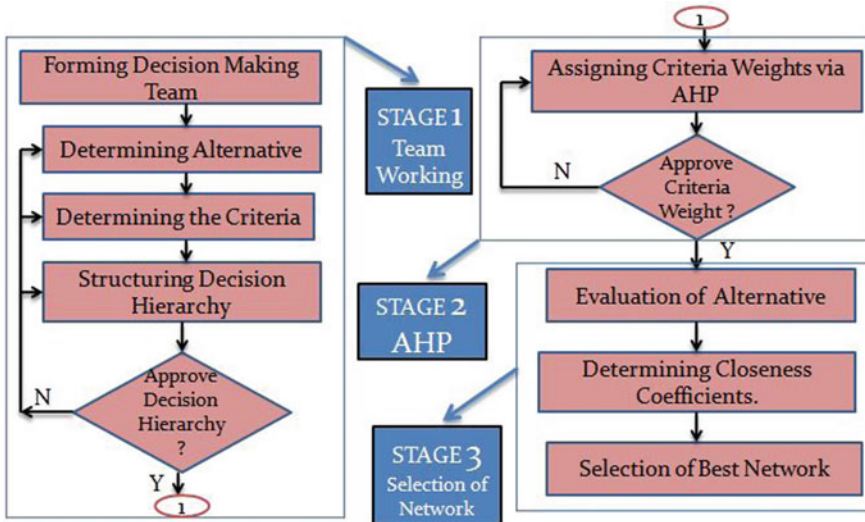 Forming Decision Making
Team
Determining Alternative
Determining the Criteria
Structuring Decision
Hierarchy
Approve
Decision
Hierarchy
?
N
Y
1
STAGE 1
Team
Working
STAGE 2
AHP
STAGE 3
Selection of
Network
1
Assigning Criteria Weights via
AHP
Approve
Criteria
Weight ?
N
Y
Evaluation of Alternative
Determining Closeness
Coefficients.
Selection of Best Network